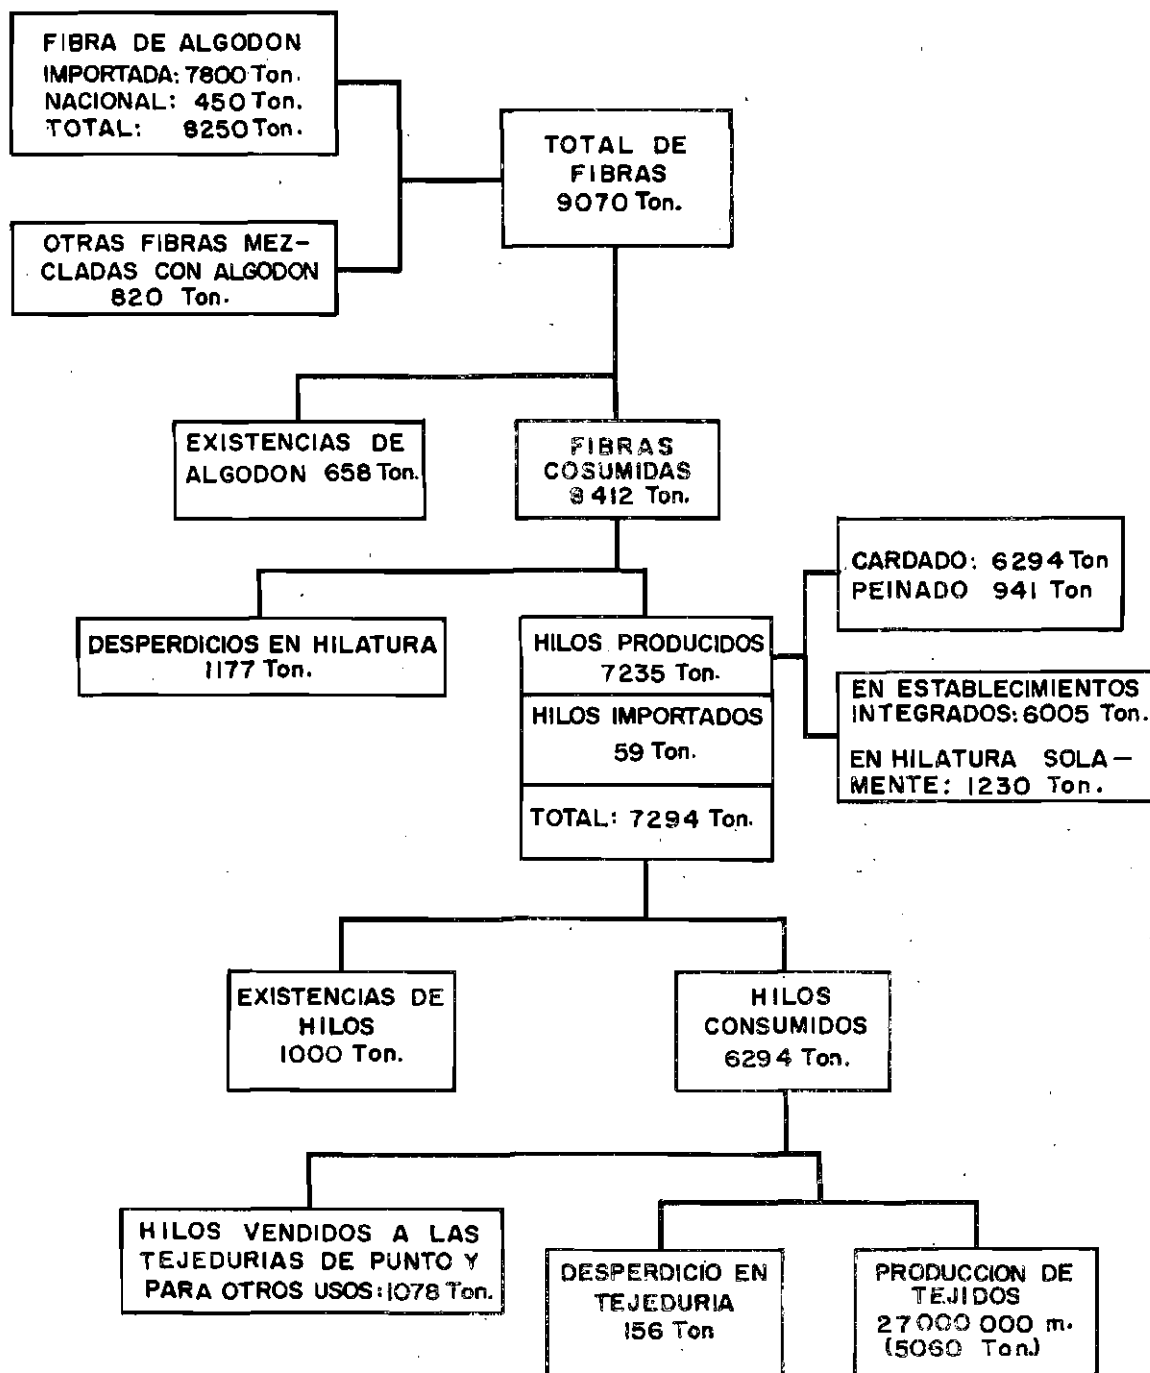 FIBRA DE ALGODON
IMPORTADA: 7800 Ton.
NACIONAL: 450 Ton.
TOTAL: 8250 Ton.
TOTAL DE
FIBRAS
9070 Ton.
OTRAS FIBRAS MEZ-
CLADAS CON ALGODON
820 Ton.
EXISTENCIAS DE
ALGODON 658 Ton.
FIBRAS
COSUMIDAS
8412 Ton.
CARDADO: 6294 Ton
PEINADO 941 Ton
DESPERDICIOS EN HILATURA
1177 Ton.
HILOS PRODUCIDOS
7235 Ton.
HILOS IMPORTADOS
59 Ton.
TOTAL: 7294 Ton.
EN ESTABLECIMIENTOS
INTEGRADOS: 6005 Ton.
EN HILATURA SOLA-
MENTE: 1230 Ton.
EXISTENCIAS DE
HILOS
1000 Ton.
HILOS
CONSUMIDOS
6294 Ton.
HILOS VENDIDOS A LAS
TEJEDURIAS DE PUNTO Y
PARA OTROS USOS: 1078 Ton.
DESPERDICIO EN
TEJEDURIA
156 Ton
PRODUCCION DE
TEJIDOS
27000 000 m.
(5060 Ton.)